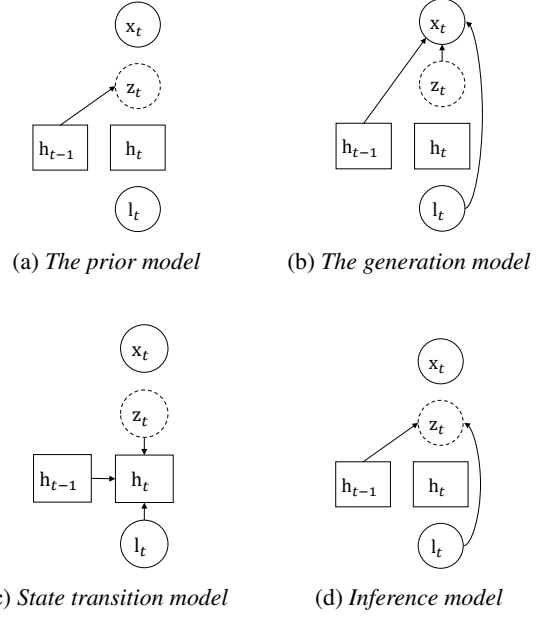 x_t
z_t
h_{t-1} h_t
l_t
(a) The prior model
x_t
z_t
h_{t-1} h_t
l_t
(b) The generation model
x_t
z_t
h_{t-1} h_t
l_t
c) State transition model
x_t
z_t
h_{t-1} h_t
l_t
(d) Inference model